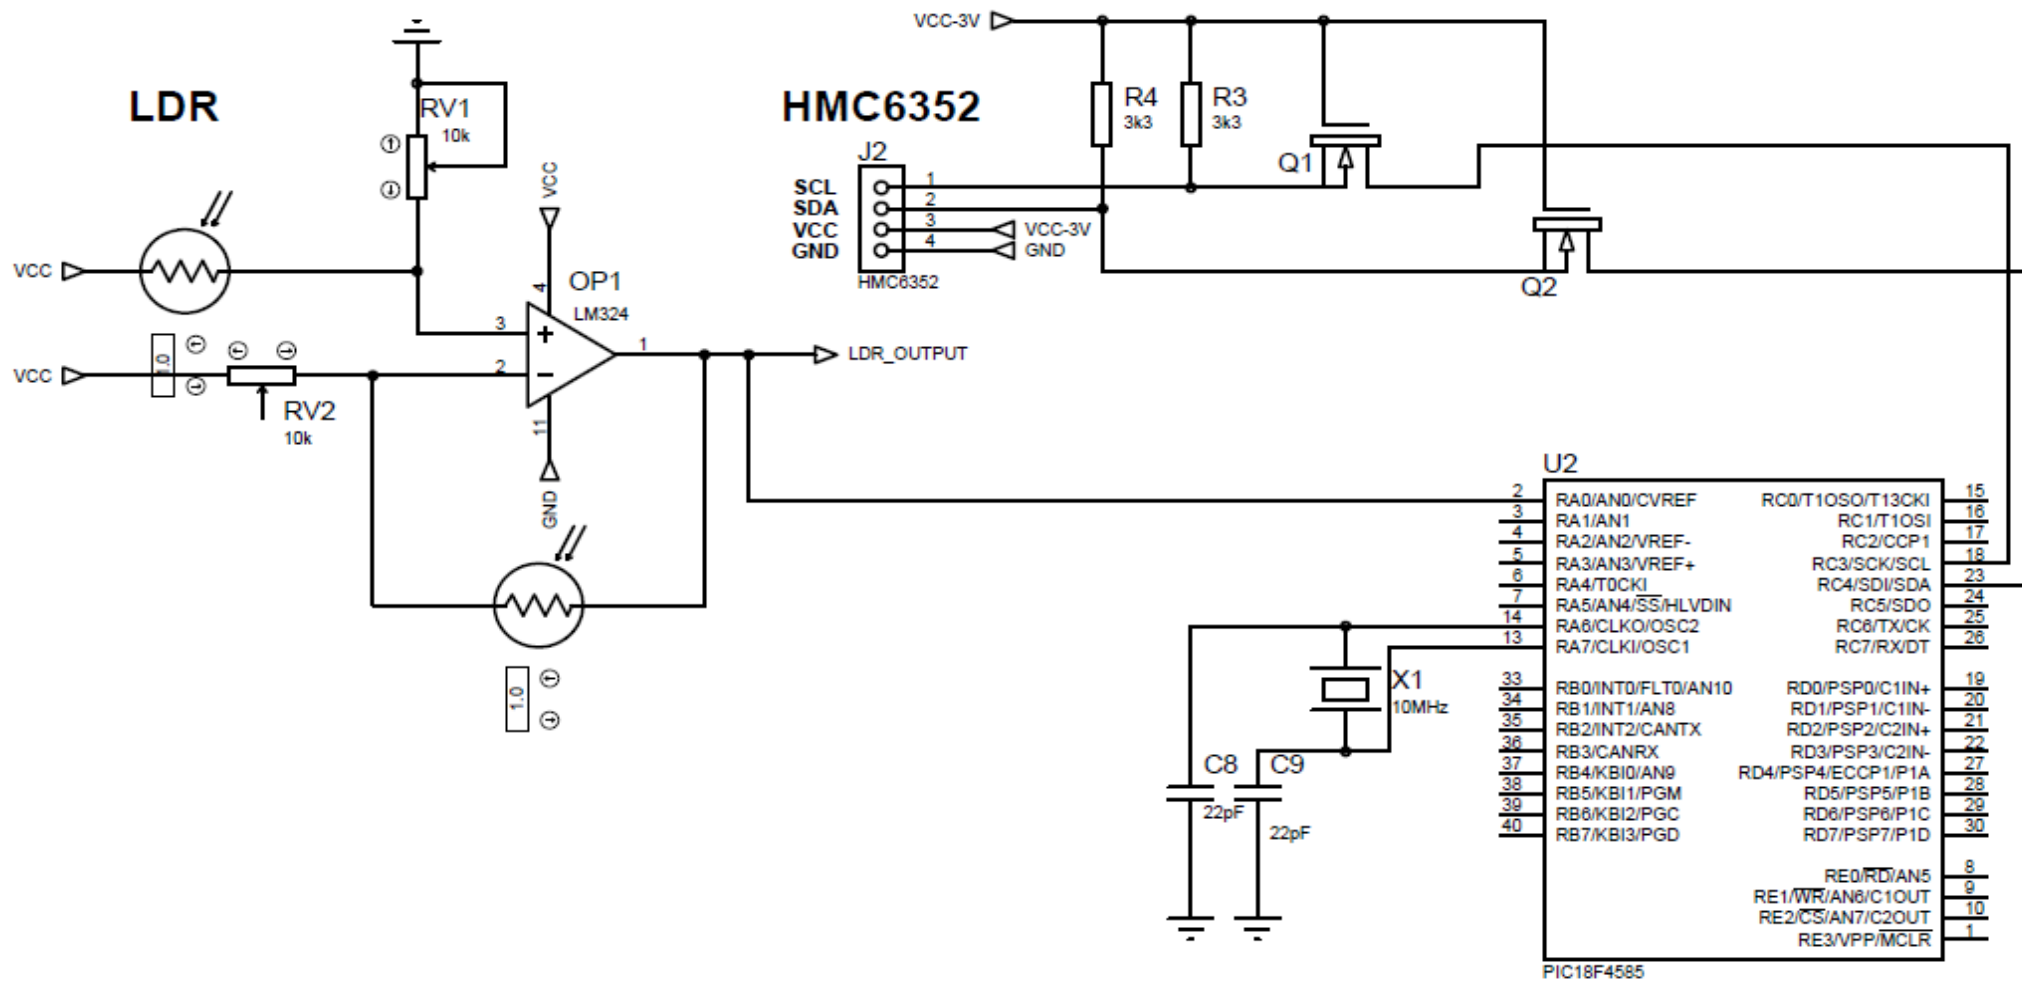 VCC-3V
LDR
RV1
10k
HMC6352
R4
3k3
R3
3k3
J2
Q1
VCC
SCL
1
SDA
2
VCC
3
VCC-3V
GND
4
GND
HMC6352
Q2
VCC
4
OP1
LM324
3
+
1
LDR_OUTPUT
VCC
1.0
2
−
RV2
10k
11
GND
1.0
U2
2
RA0/AN0/CVREF
RC0/T1OSO/T13CKI
15
3
RA1/AN1
RC1/T1OSI
16
4
RA2/AN2/VREF-
RC2/CCP1
17
5
RA3/AN3/VREF+
RC3/SCK/SCL
18
6
RA4/T0CKI
RC4/SDI/SDA
23
7
RA5/AN4/SS/HLVDIN
RC5/SDO
24
14
RA6/CLKO/OSC2
RC6/TX/CK
25
13
RA7/CLKI/OSC1
RC7/RX/DT
26
33
RB0/INT0/FLT0/AN10
RD0/PSP0/C1IN+
19
34
RB1/INT1/AN8
RD1/PSP1/C1IN-
20
35
RB2/INT2/CANTX
RD2/PSP2/C2IN+
21
36
RB3/CANRX
RD3/PSP3/C2IN-
22
37
RB4/KBI0/AN9
RD4/PSP4/ECCP1/P1A
27
38
RB5/KBI1/PGM
RD5/PSP5/P1B
28
39
RB6/KBI2/PGC
RD6/PSP6/P1C
29
40
RB7/KBI3/PGD
RD7/PSP7/P1D
30
RE0/RD/AN5
8
RE1/WR/AN6/C1OUT
9
RE2/CS/AN7/C2OUT
10
RE3/VPP/MCLR
1
PIC18F4585
X1
10MHz
C8
22pF
C9
22pF